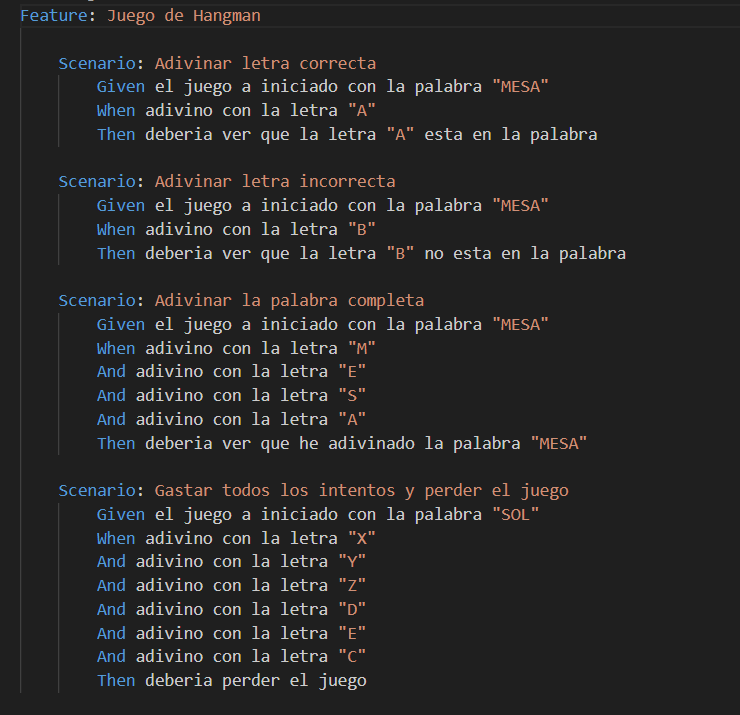 Feature: Juego de Hangman
Scenario: Adivinar letra correcta
Given el juego a iniciado con la palabra "MESA"
When adivino con la letra "A"
Then deberia ver que la letra "A" esta en la palabra
Scenario: Adivinar letra incorrecta
Given el juego a iniciado con la palabra "MESA"
When adivino con la letra "B"
Then deberia ver que la letra "B" no esta en la palabra
Scenario: Adivinar la palabra completa
Given el juego a iniciado con la palabra "MESA"
When adivino con la letra "M"
And adivino con la letra "E"
And adivino con la letra "S"
And adivino con la letra "A"
Then deberia ver que he adivinado la palabra "MESA"
Scenario: Gastar todos los intentos y perder el juego
Given el juego a iniciado con la palabra "SOL"
When adivino con la letra "X"
And adivino con la letra "Y"
And adivino con la letra "Z"
And adivino con la letra "D"
And adivino con la letra "E"
And adivino con la letra "C"
Then deberia perder el juego